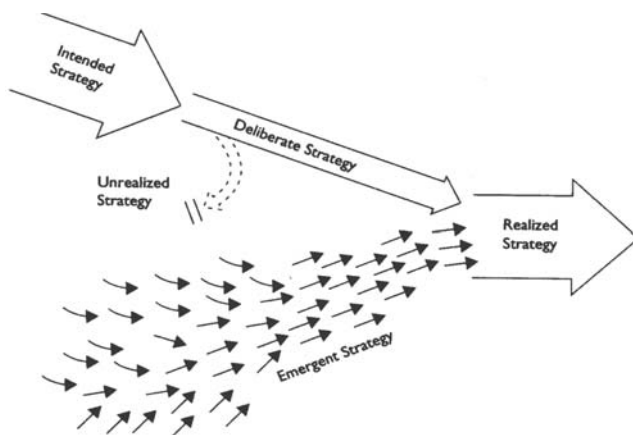 Intended
Strategy
Deliberate Strategy
Unrealized
Strategy
Realized
Strategy
Emergent Strategy